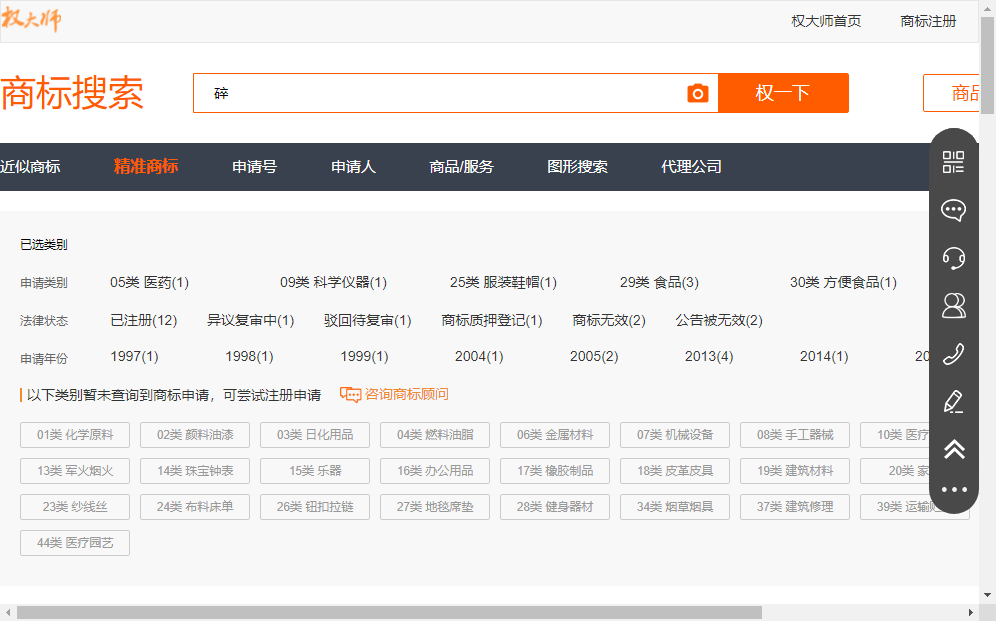 权大师 权大师首页 商标注册
商标搜索 碎 权一下 商品
近似商标 精准商标 申请号 申请人 商品/服务 图形搜索 代理公司
已选类别
申请类别 05类 医药(1) 09类 科学仪器(1) 25类 服装鞋帽(1) 29类 食品(3) 30类 方便食品(1)
法律状态 已注册(12) 异议复审中(1) 驳回待复审(1) 商标质押登记(1) 商标无效(2) 公告被无效(2)
申请年份 1997(1) 1998(1) 1999(1) 2004(1) 2005(2) 2013(4) 2014(1) 20
以下类别暂未查询到商标申请，可尝试注册申请 咨询商标顾问
01类 化学原料 02类 颜料油漆 03类 日化用品 04类 燃料油脂 06类 金属材料 07类 机械设备 08类 手工器械 10类 医疗
13类 军火烟火 14类 珠宝钟表 15类 乐器 16类 办公用品 17类 橡胶制品 18类 皮革皮具 19类 建筑材料 20类 家
23类 纱线丝 24类 布料床单 26类 钮扣拉链 27类 地毯席垫 28类 健身器材 34类 烟草烟具 37类 建筑修理 39类 运输
44类 医疗园艺